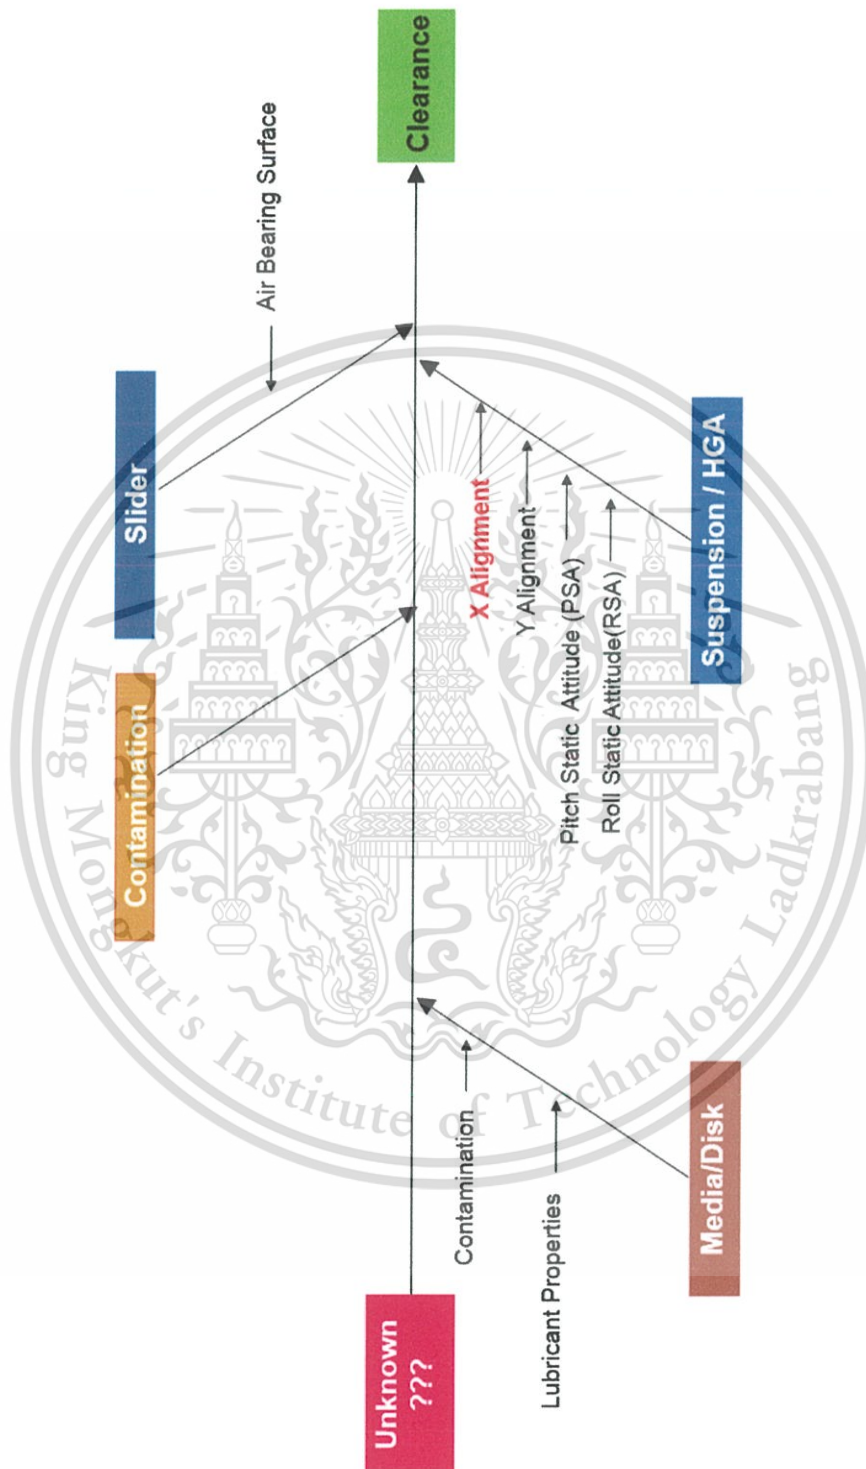 Contamination
Slider
Air Bearing Surface
Unknown
???
Clearance
X Alignment
Y Alignment
Pitch Static Attitude (PSA)
Roll Static Attitude(RSA)
Contamination
Lubricant Properties
Media/Disk
Suspension / HGA
King Mongkut's Institute of Technology Ladkrabang